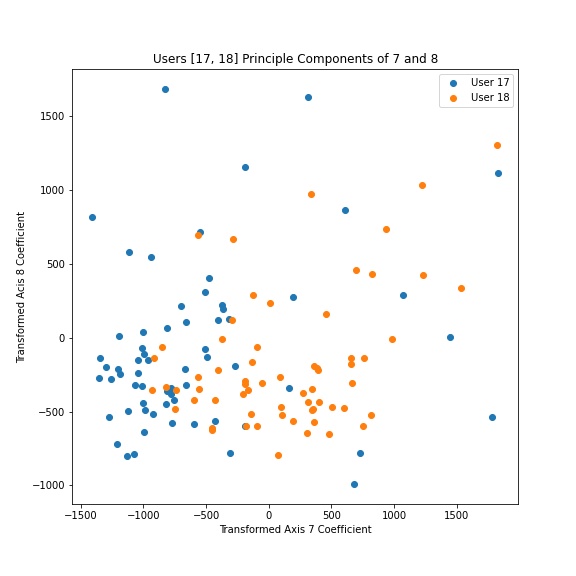 Users [17, 18] Principle Components of 7 and 8
User 17
User 18
Transformed Acis 8 Coefficient
1500
1000
500
0
−500
−1000
−1500
−1000
−500
0
500
1000
1500
Transformed Axis 7 Coefficient